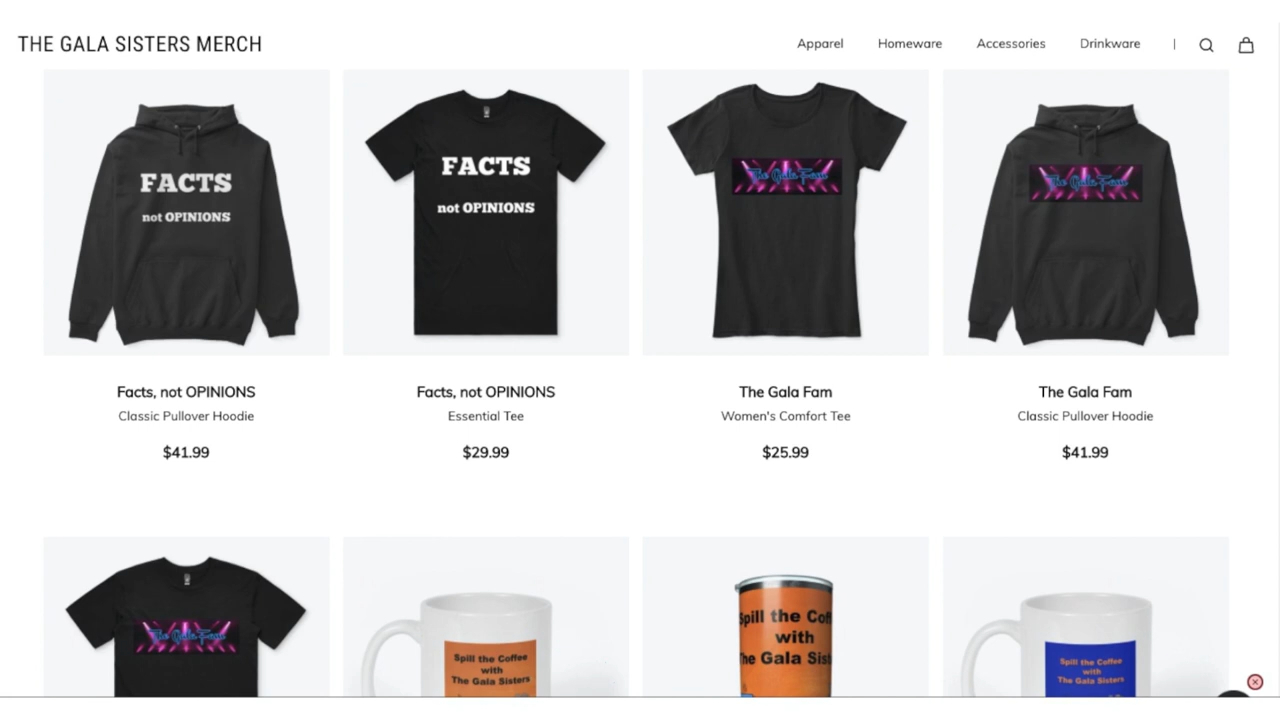 THE GALA SISTERS MERCH
Apparel Homeware Accessories Drinkware
FACTS
not OPINIONS
FACTS
not OPINIONS
The Gala Fam
The Gala Fam
Facts, not OPINIONS
Classic Pullover Hoodie
$41.99
Facts, not OPINIONS
Essential Tee
$29.99
The Gala Fam
Women's Comfort Tee
$25.99
The Gala Fam
Classic Pullover Hoodie
$41.99
The Gala Fam
Spill the Coffee
with
The Gala Sisters
Spill the Coff
with
The Gala Sist
Spill the Coffee
with
The Gala Sisters